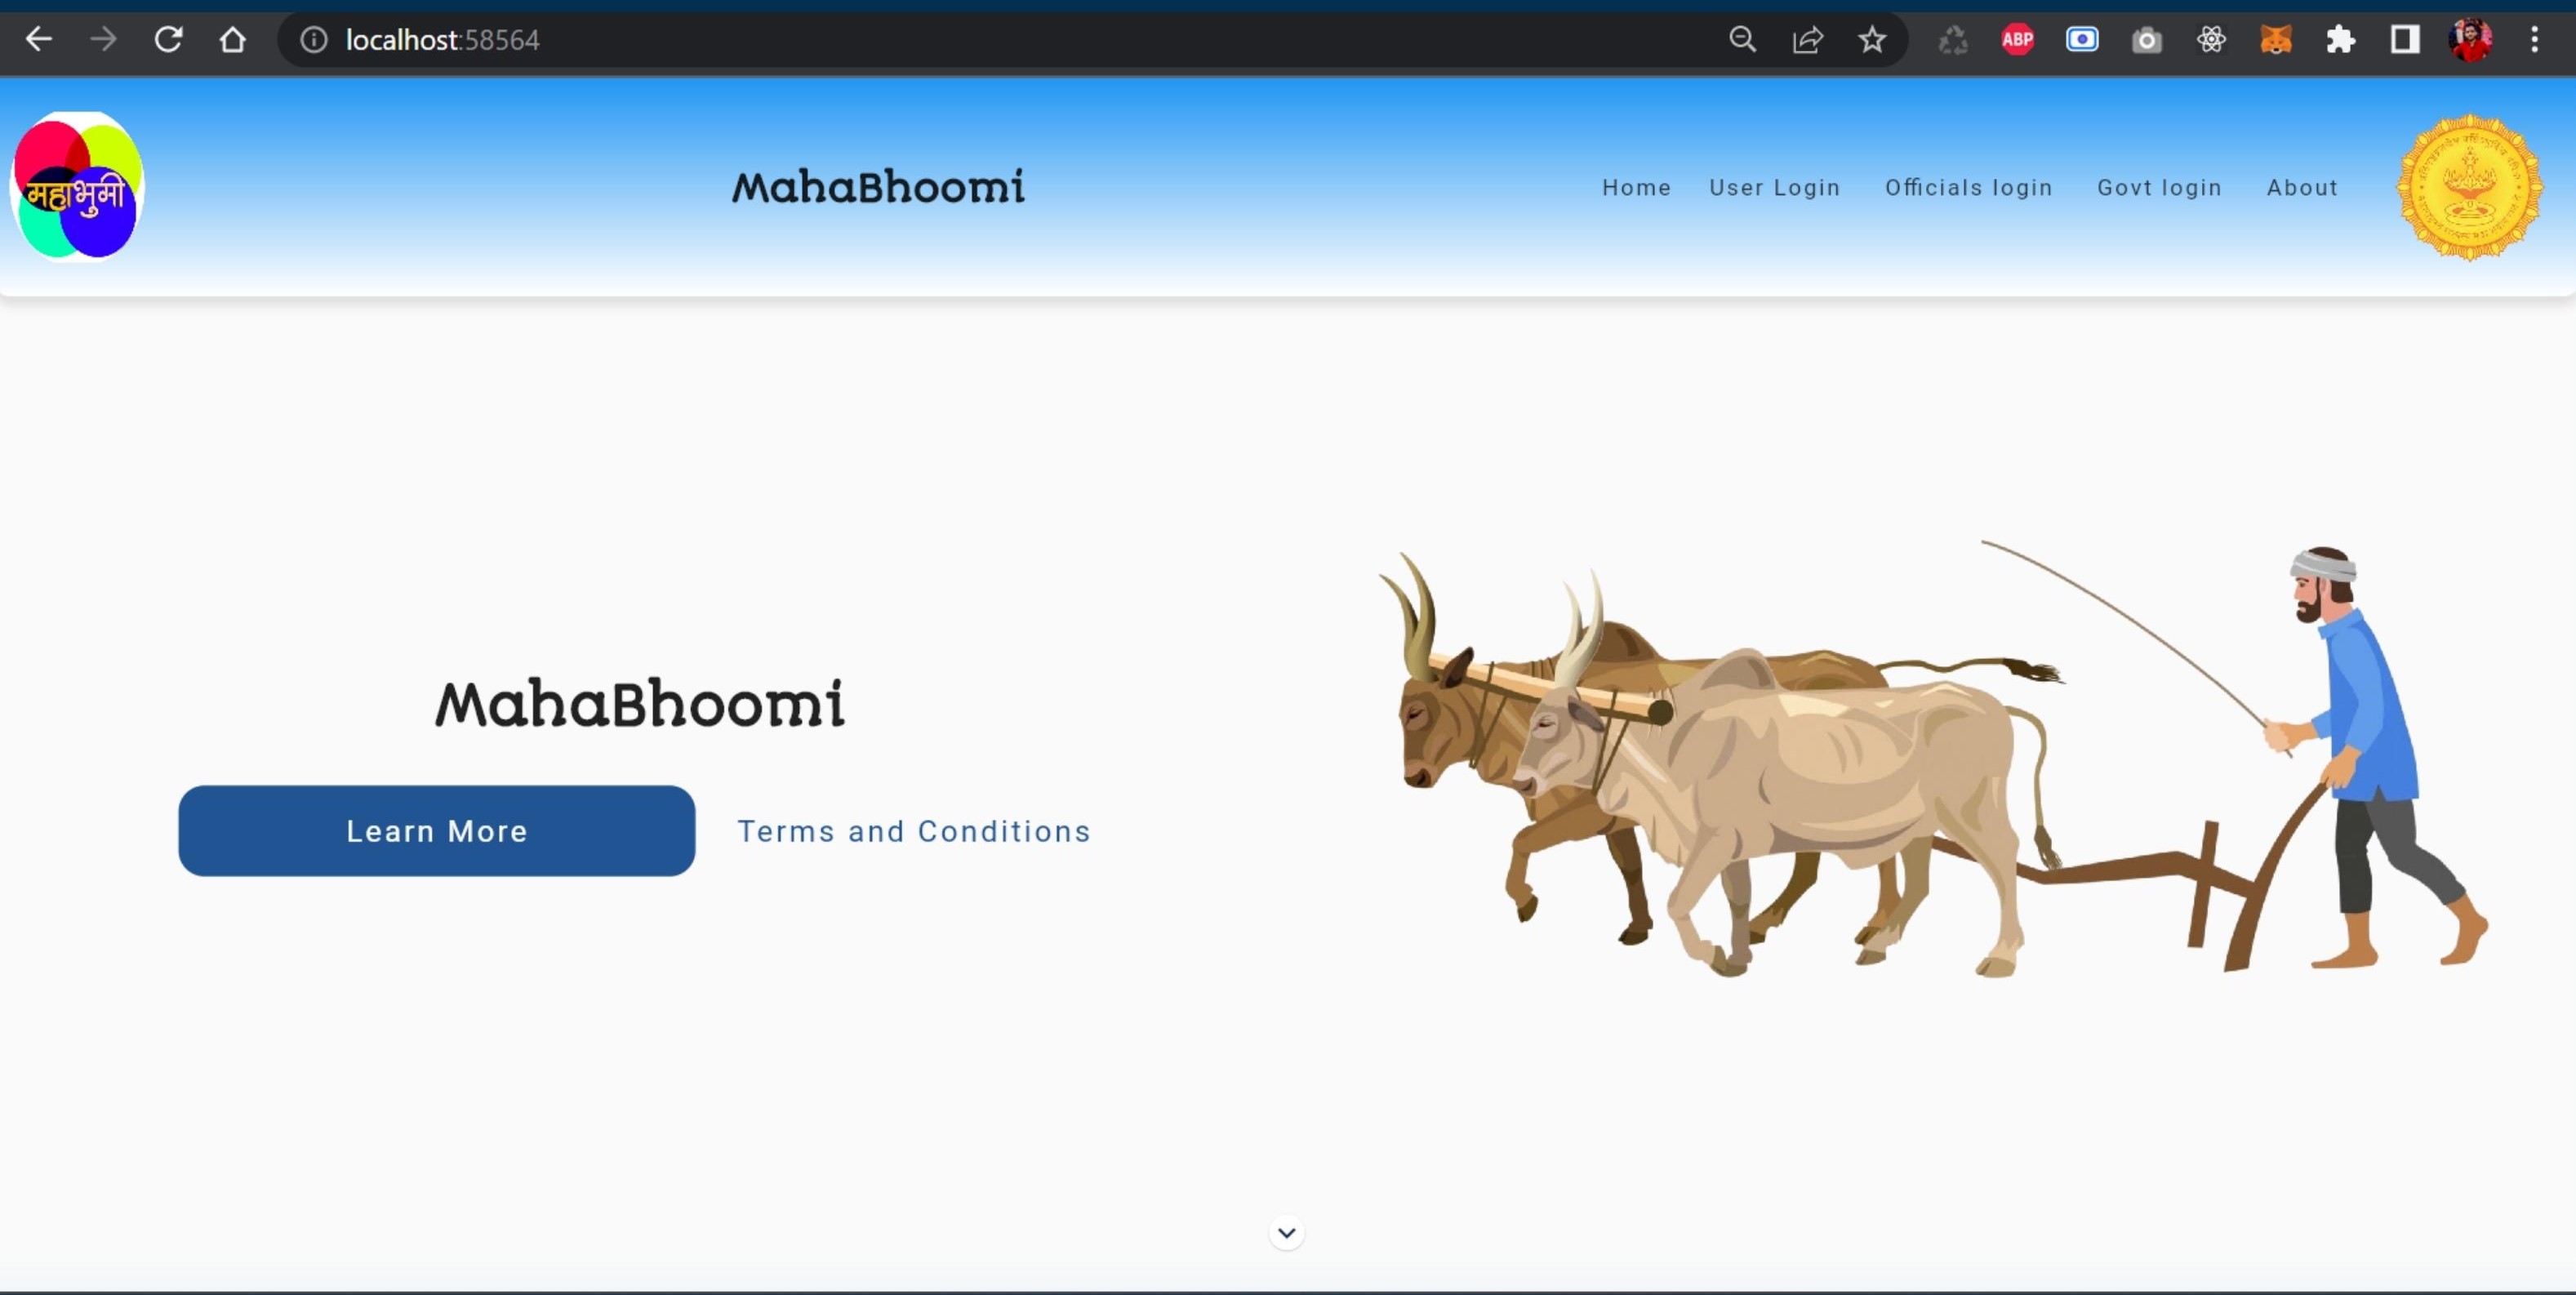 localhost:58564
ABP
महाभुमी
MahaBhoomi
Home User Login Officials login Govt login About
MahaBhoomi
Learn More Terms and Conditions